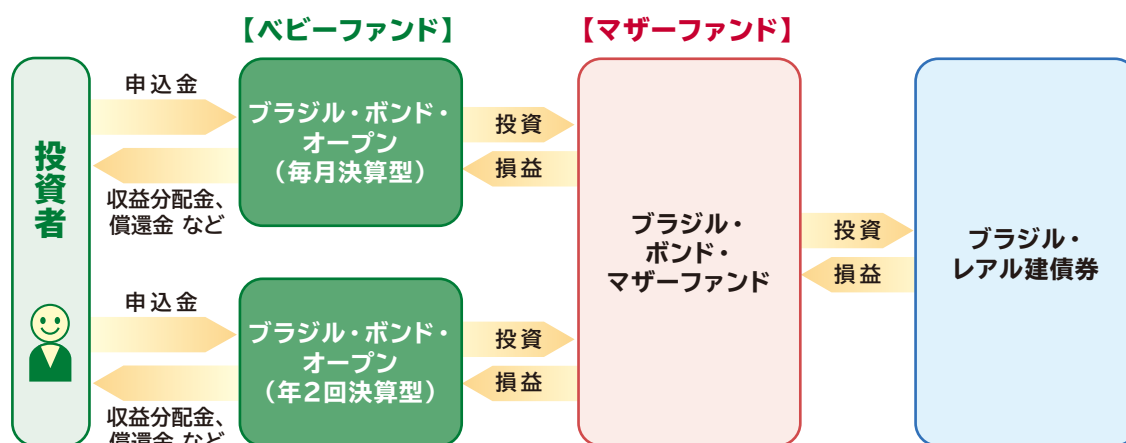 【ベビーファンド】
【マザーファンド】
投資者
申込金
収益分配金、
償還金 など
ブラジル・ボンド・
オープン
（毎月決算型）
投資
損益
申込金
収益分配金、
償還金 など
ブラジル・ボンド・
オープン
（年2回決算型）
投資
損益
ブラジル・
ボンド・
マザーファンド
投資
損益
ブラジル・
レアル建債券